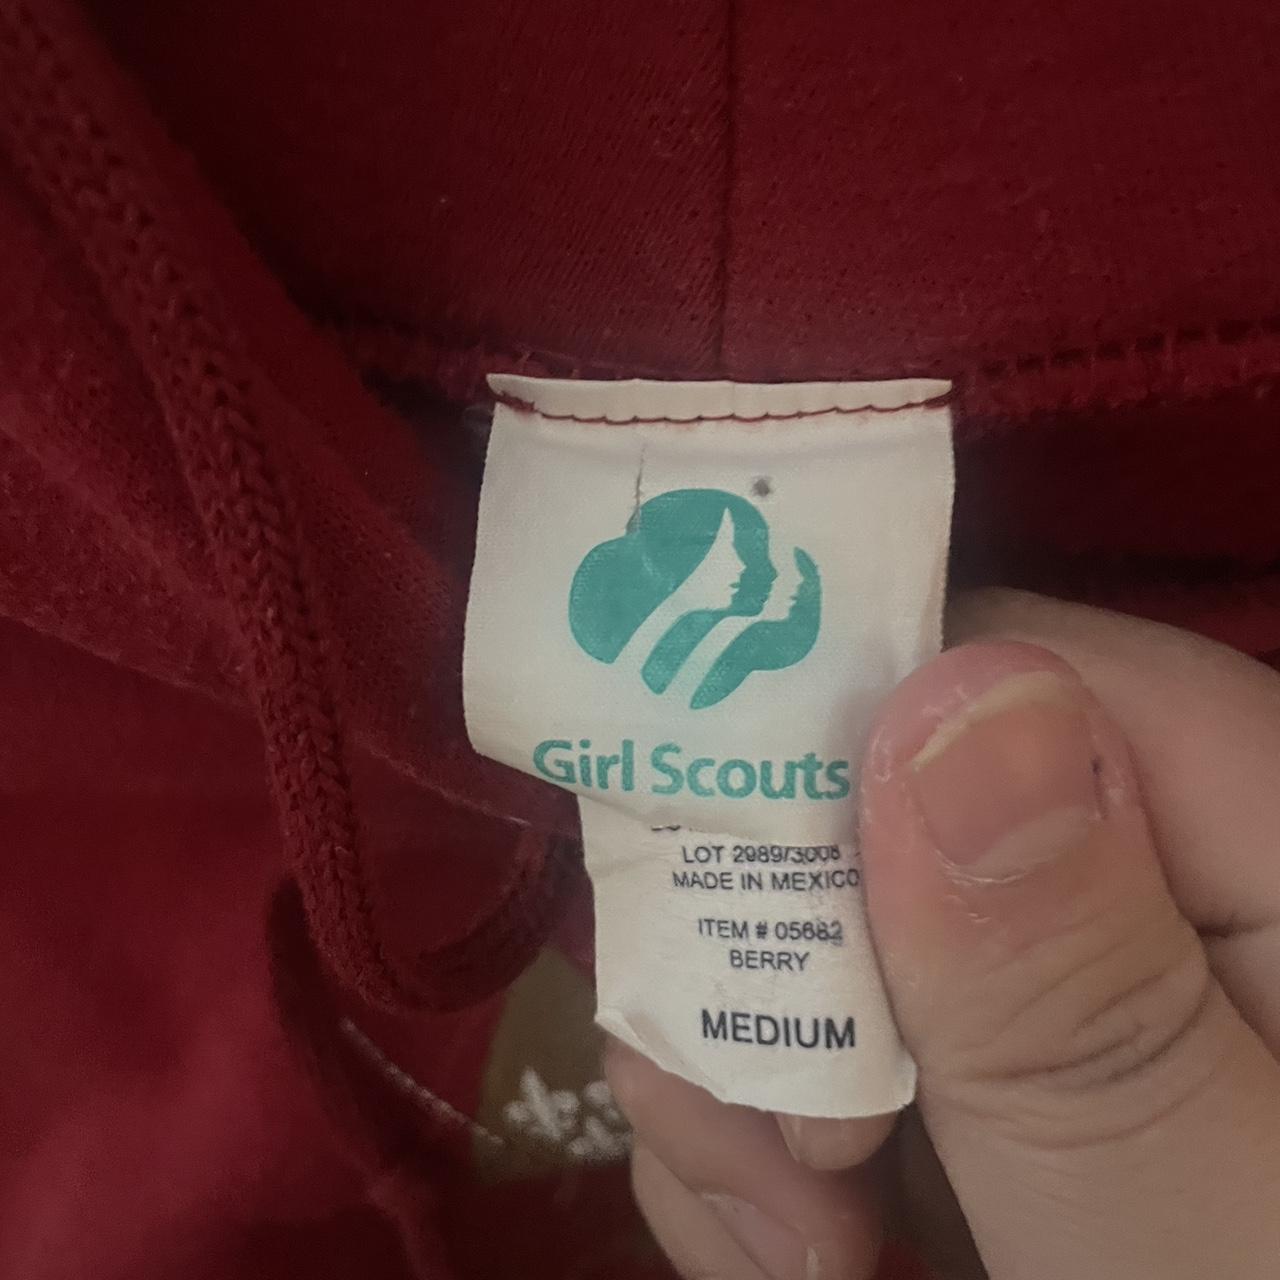 Girl Scouts
LOT 2989/3008
MADE IN MEXICO
ITEM # 05682
BERRY
MEDIUM